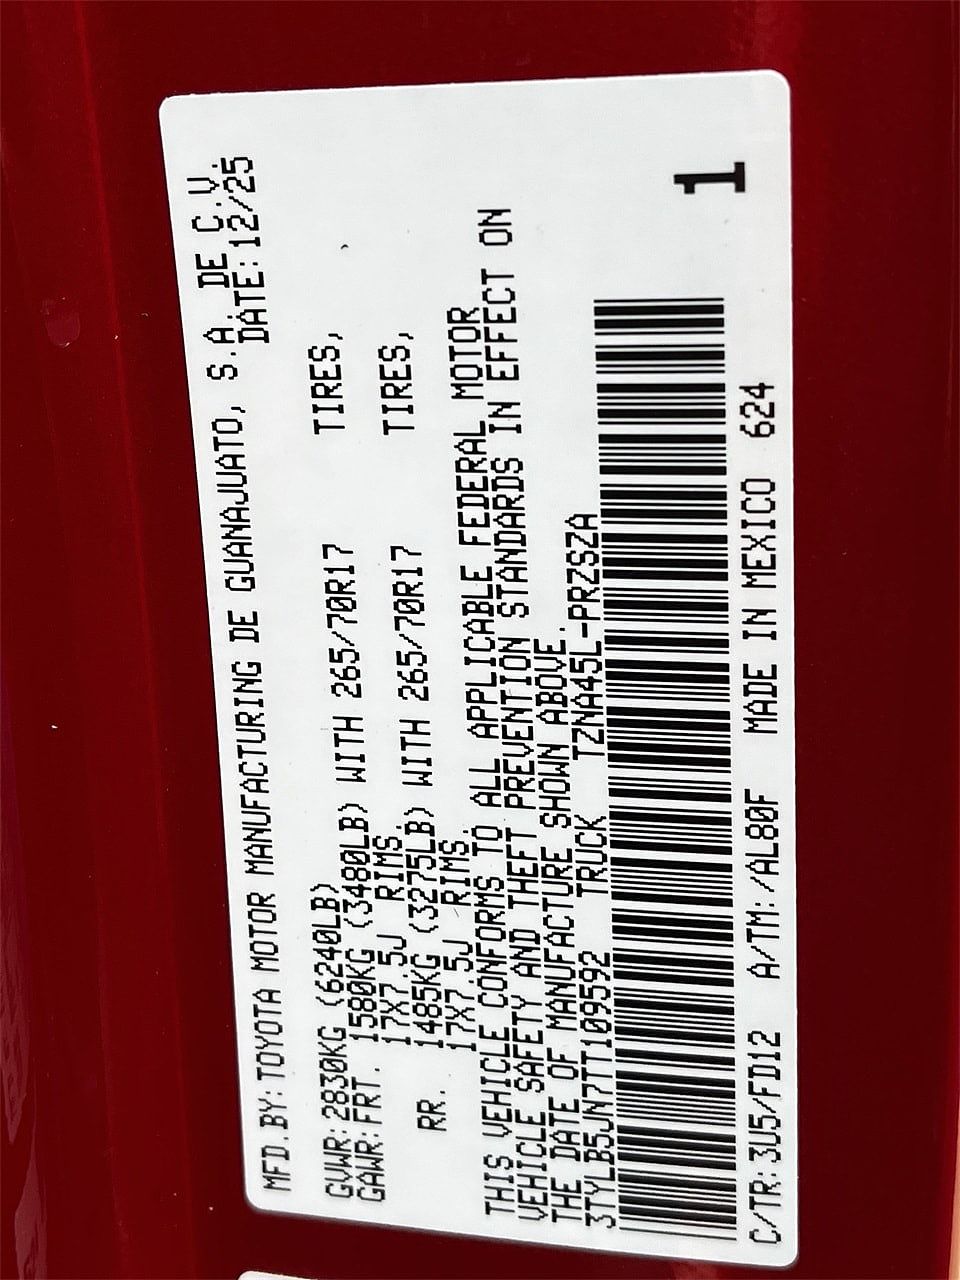 MFD.BY:TOYOTA MOTOR MANUFACTURING DE GUANAJUATO, S.A. DE C.V.
DATE:12/25
GVWR:2830KG (6240LB)
GAWR:FRT. 1580KG (3480LB) WITH 265/70R17 TIRES,
17X7.5J RIMS.
RR. 1485KG (3275LB) WITH 265/70R17 TIRES,
17X7.5J RIMS.
THIS VEHICLE CONFORMS TO ALL APPLICABLE FEDERAL MOTOR
VEHICLE SAFETY AND THEFT PREVENTION STANDARDS IN EFFECT ON
THE DATE OF MANUFACTURE SHOWN ABOVE.
3TYLB5JN7TT109592 TRUCK TZNA45L-PRZSZA
C/TR:3U5/FD12 A/TM:/AL80F MADE IN MEXICO 624
1